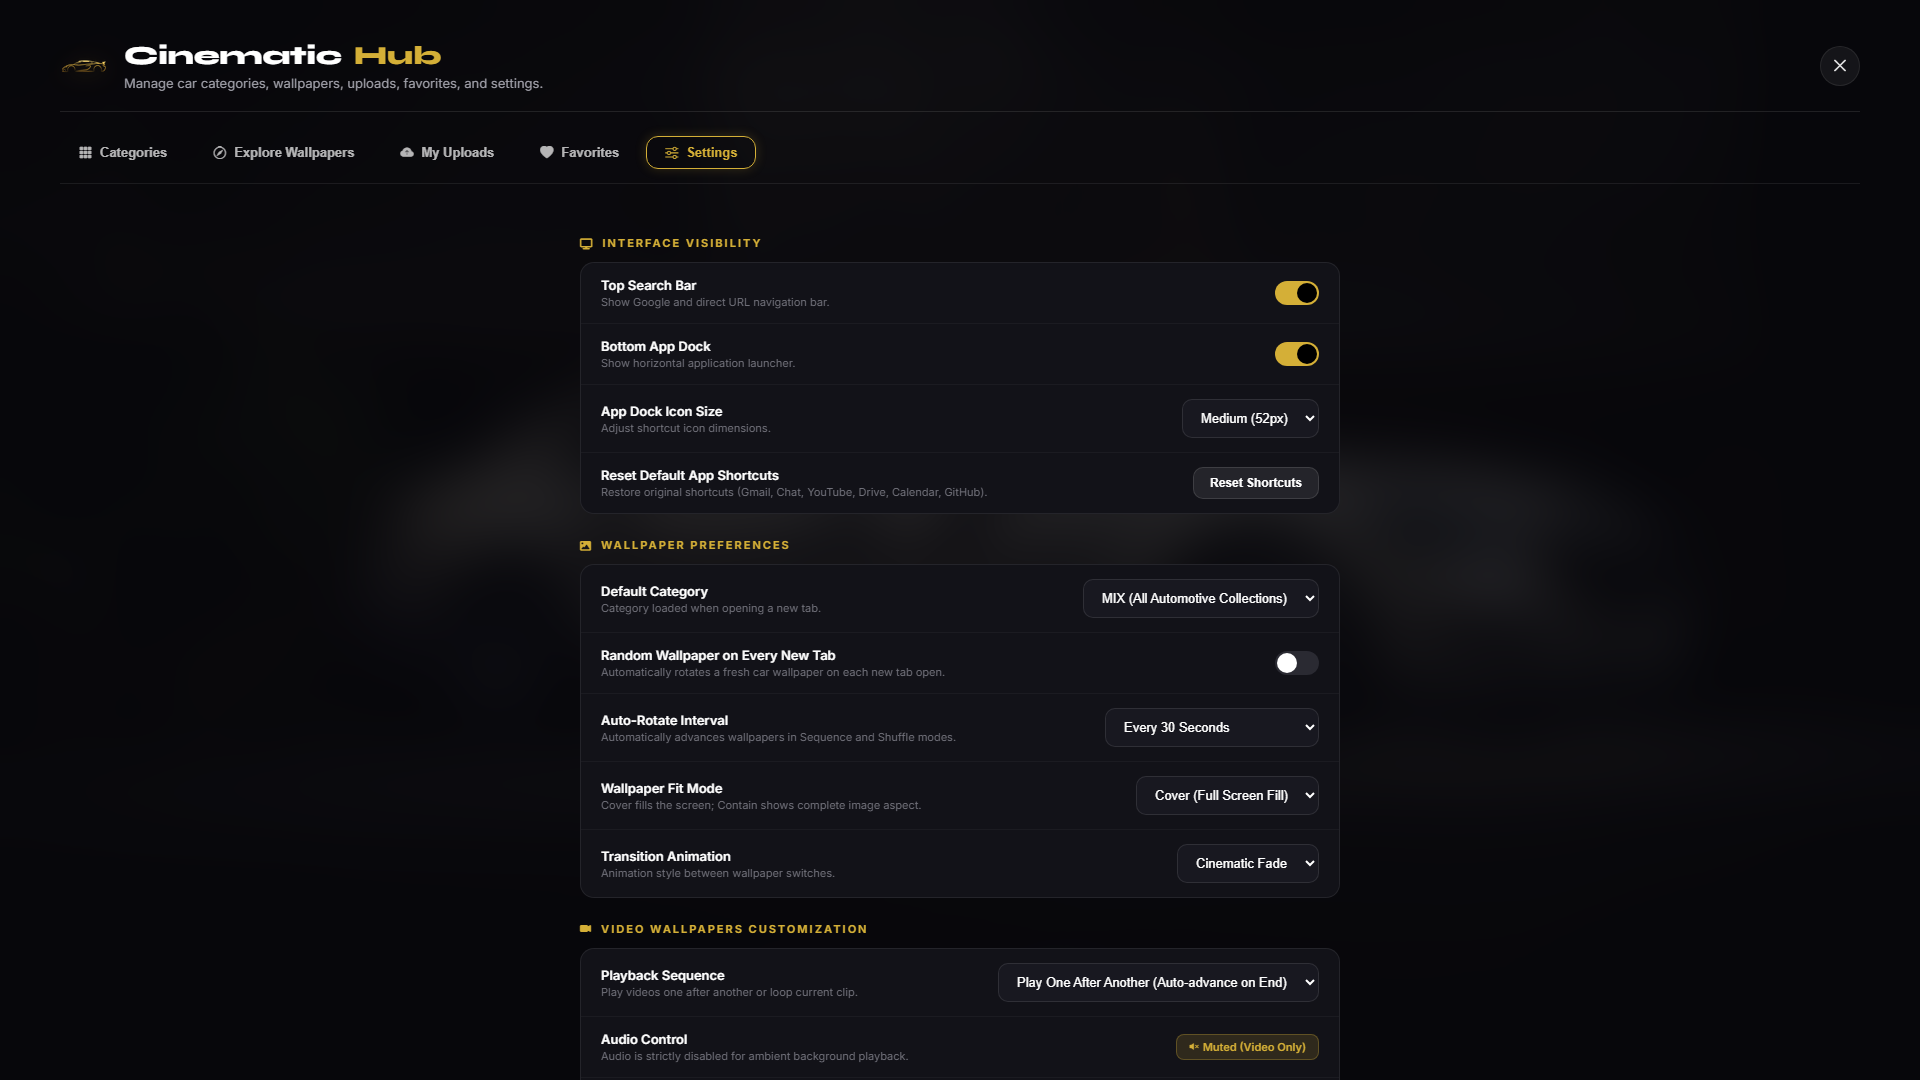 Cinematic Hub
Manage car categories, wallpapers, uploads, favorites, and settings.
Categories
Explore Wallpapers
My Uploads
Favorites
Settings
INTERFACE VISIBILITY
Top Search Bar
Show Google and direct URL navigation bar.
Bottom App Dock
Show horizontal application launcher.
App Dock Icon Size
Adjust shortcut icon dimensions.
Medium (52px)
Reset Default App Shortcuts
Restore original shortcuts (Gmail, Chat, YouTube, Drive, Calendar, GitHub).
Reset Shortcuts
WALLPAPER PREFERENCES
Default Category
Category loaded when opening a new tab.
MIX (All Automotive Collections)
Random Wallpaper on Every New Tab
Automatically rotates a fresh car wallpaper on each new tab open.
Auto-Rotate Interval
Automatically advances wallpapers in Sequence and Shuffle modes.
Every 30 Seconds
Wallpaper Fit Mode
Cover fills the screen; Contain shows complete image aspect.
Cover (Full Screen Fill)
Transition Animation
Animation style between wallpaper switches.
Cinematic Fade
VIDEO WALLPAPERS CUSTOMIZATION
Playback Sequence
Play videos one after another or loop current clip.
Play One After Another (Auto-advance on End)
Audio Control
Audio is strictly disabled for ambient background playback.
Muted (Video Only)